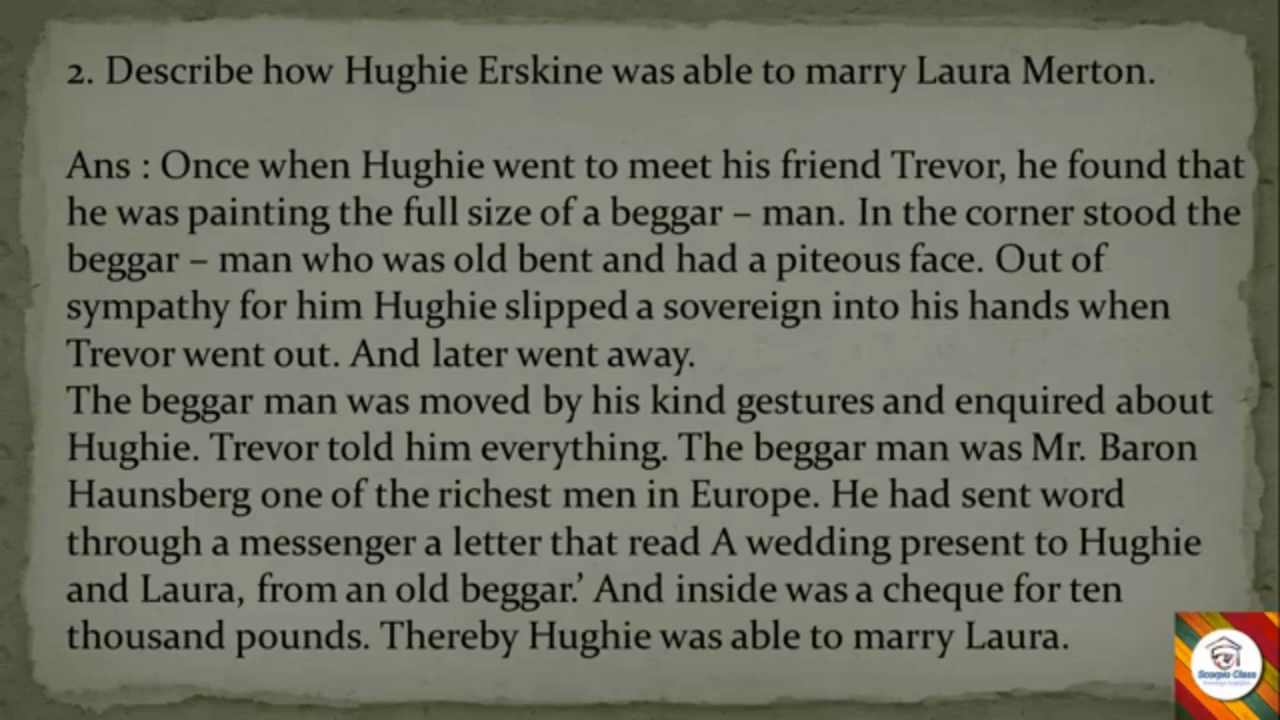 2. Describe how Hughie Erskine was able to marry Laura Merton.
Ans : Once when Hughie went to meet his friend Trevor, he found that
he was painting the full size of a beggar – man. In the corner stood the
beggar – man who was old bent and had a piteous face. Out of
sympathy for him Hughie slipped a sovereign into his hands when
Trevor went out. And later went away.
The beggar man was moved by his kind gestures and enquired about
Hughie. Trevor told him everything. The beggar man was Mr. Baron
Haunsberg one of the richest men in Europe. He had sent word
through a messenger a letter that read A wedding present to Hughie
and Laura, from an old beggar.’ And inside was a cheque for ten
thousand pounds. Thereby Hughie was able to marry Laura.
Scorpio Class